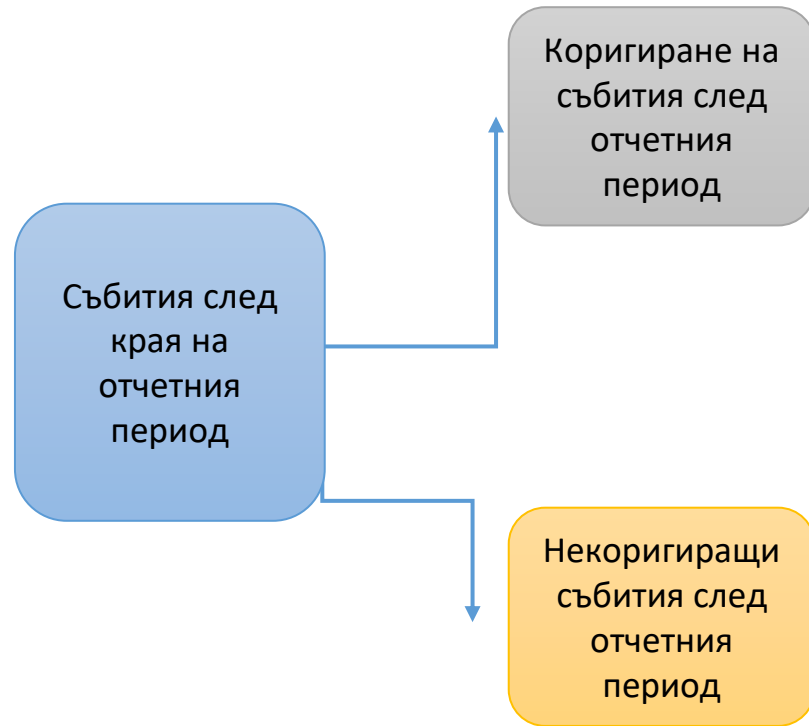 Коригиране на
събития след
отчетния
период
Събития след
края на
отчетния
период
Некоригиращи
събития след
отчетния
период